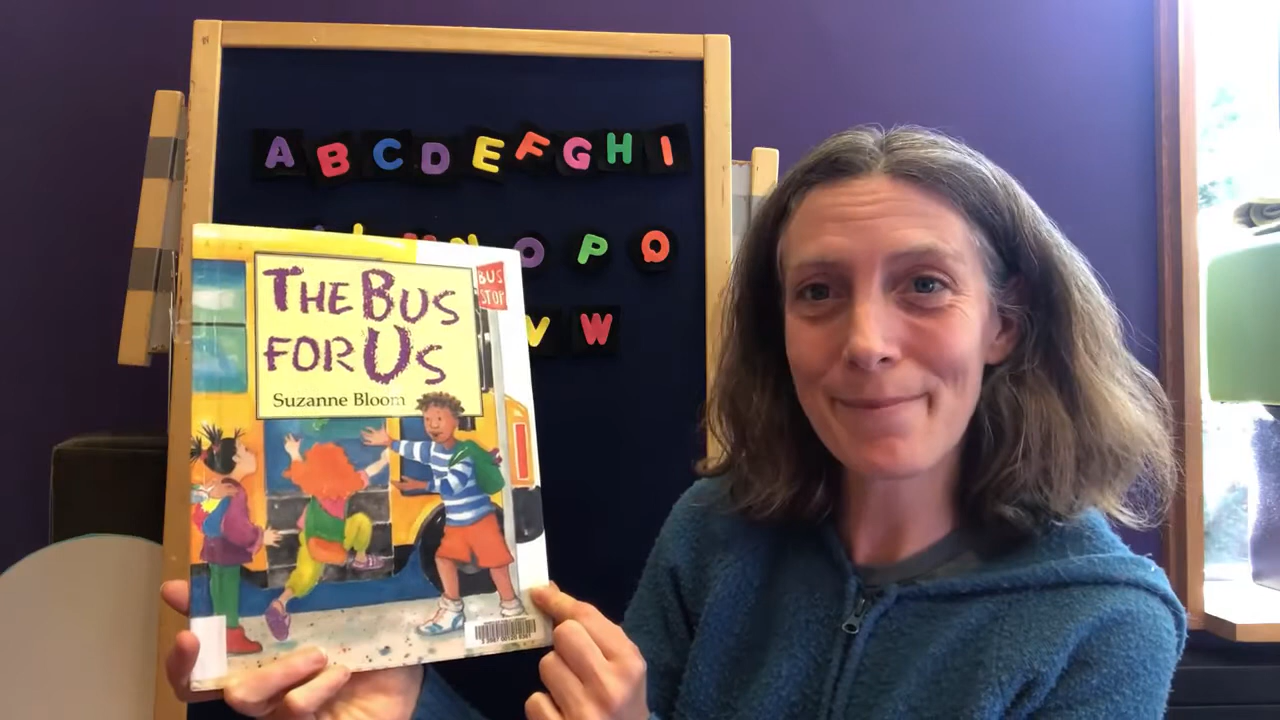 A B C D E F G H I
O P Q
V W
BUS
STOP
THE BUS
FOR US
Suzanne Bloom